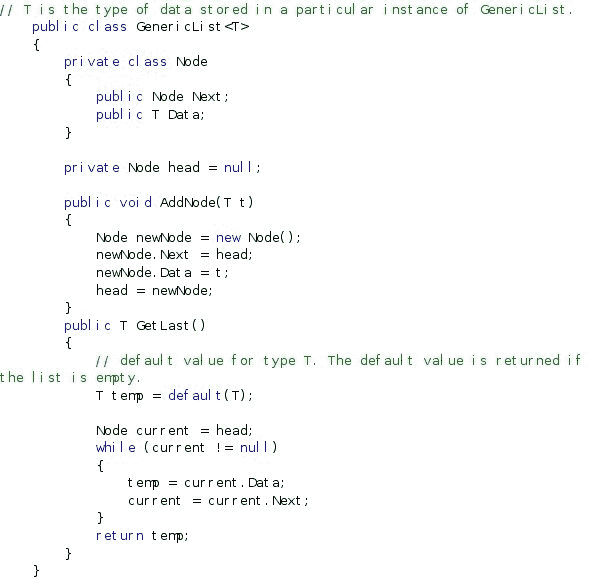 // T is the type of data stored in a particular instance of GenericList.
    public class GenericList<T>
    {
        private class Node
        {
            public Node Next;
            public T Data;
        }

        private Node head = null;

        public void AddNode(T t)
        {
            Node newNode = new Node();
            newNode.Next = head;
            newNode.Data = t;
            head = newNode;
        }
        public T GetLast()
        {
            // default value for type T. The default value is returned if
the list is empty.
            T temp = default(T);

            Node current = head;
            while (current != null)
            {
                temp = current.Data;
                current = current.Next;
            }
            return temp;
        }
    }